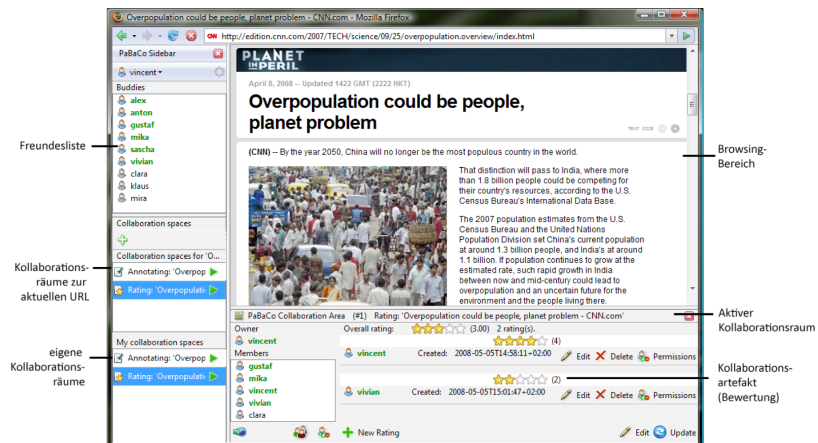 Overpopulation could be people, planet problem - CNN.com - Mozilla Firefox
http://edition.cnn.com/2007/TECH/science/09/25/overpopulation.overview/index.html
PaBaCo Sidebar
vincent
Buddies
alex
anton
gustaf
mika
sascha
vivian
clara
klaus
mira
Collaboration spaces
Collaboration spaces for 'O...
Annotating: 'Overpop
Rating: 'Overpopulati
My collaboration spaces
Annotating: 'Overpop
Rating: 'Overpopulati
PLANET
IN PERIL
April 8, 2008 -- Updated 1422 GMT (2222 HKT)
Overpopulation could be people,
planet problem
TEXT SIZE
(CNN) -- By the year 2050, China will no longer be the most populous country in the world.
That distinction will pass to India, where more
than 1.8 billion people could be competing for
their country's resources, according to the U.S.
Census Bureau's International Data Base.
The 2007 population estimates from the U.S.
Census Bureau and the United Nations
Population Division set China's current population
at around 1.3 billion people, and India's at around
1.1 billion. If population continues to grow at the
estimated rate, such rapid growth in India
between now and mid-century could lead to
overpopulation and an uncertain future for the
environment and the people living there.
PaBaCo Collaboration Area (#1) Rating: 'Overpopulation could be people, planet problem - CNN.com'
Owner
vincent
Members
gustaf
mika
vincent
vivian
clara
Overall rating: (3.00) 2 rating(s).
(4)
vincent Created: 2008-05-05T14:58:11+02:00 Edit Delete Permissions
(2)
vivian Created: 2008-05-05T15:01:47+02:00 Edit Delete Permissions
New Rating Edit Update
Freundesliste
Kollaborations-
räume zur
aktuellen URL
eigene
Kollaborations-
räume
Browsing-
Bereich
Aktiver
Kollaborationsraum
Kollaborations-
artefakt
(Bewertung)